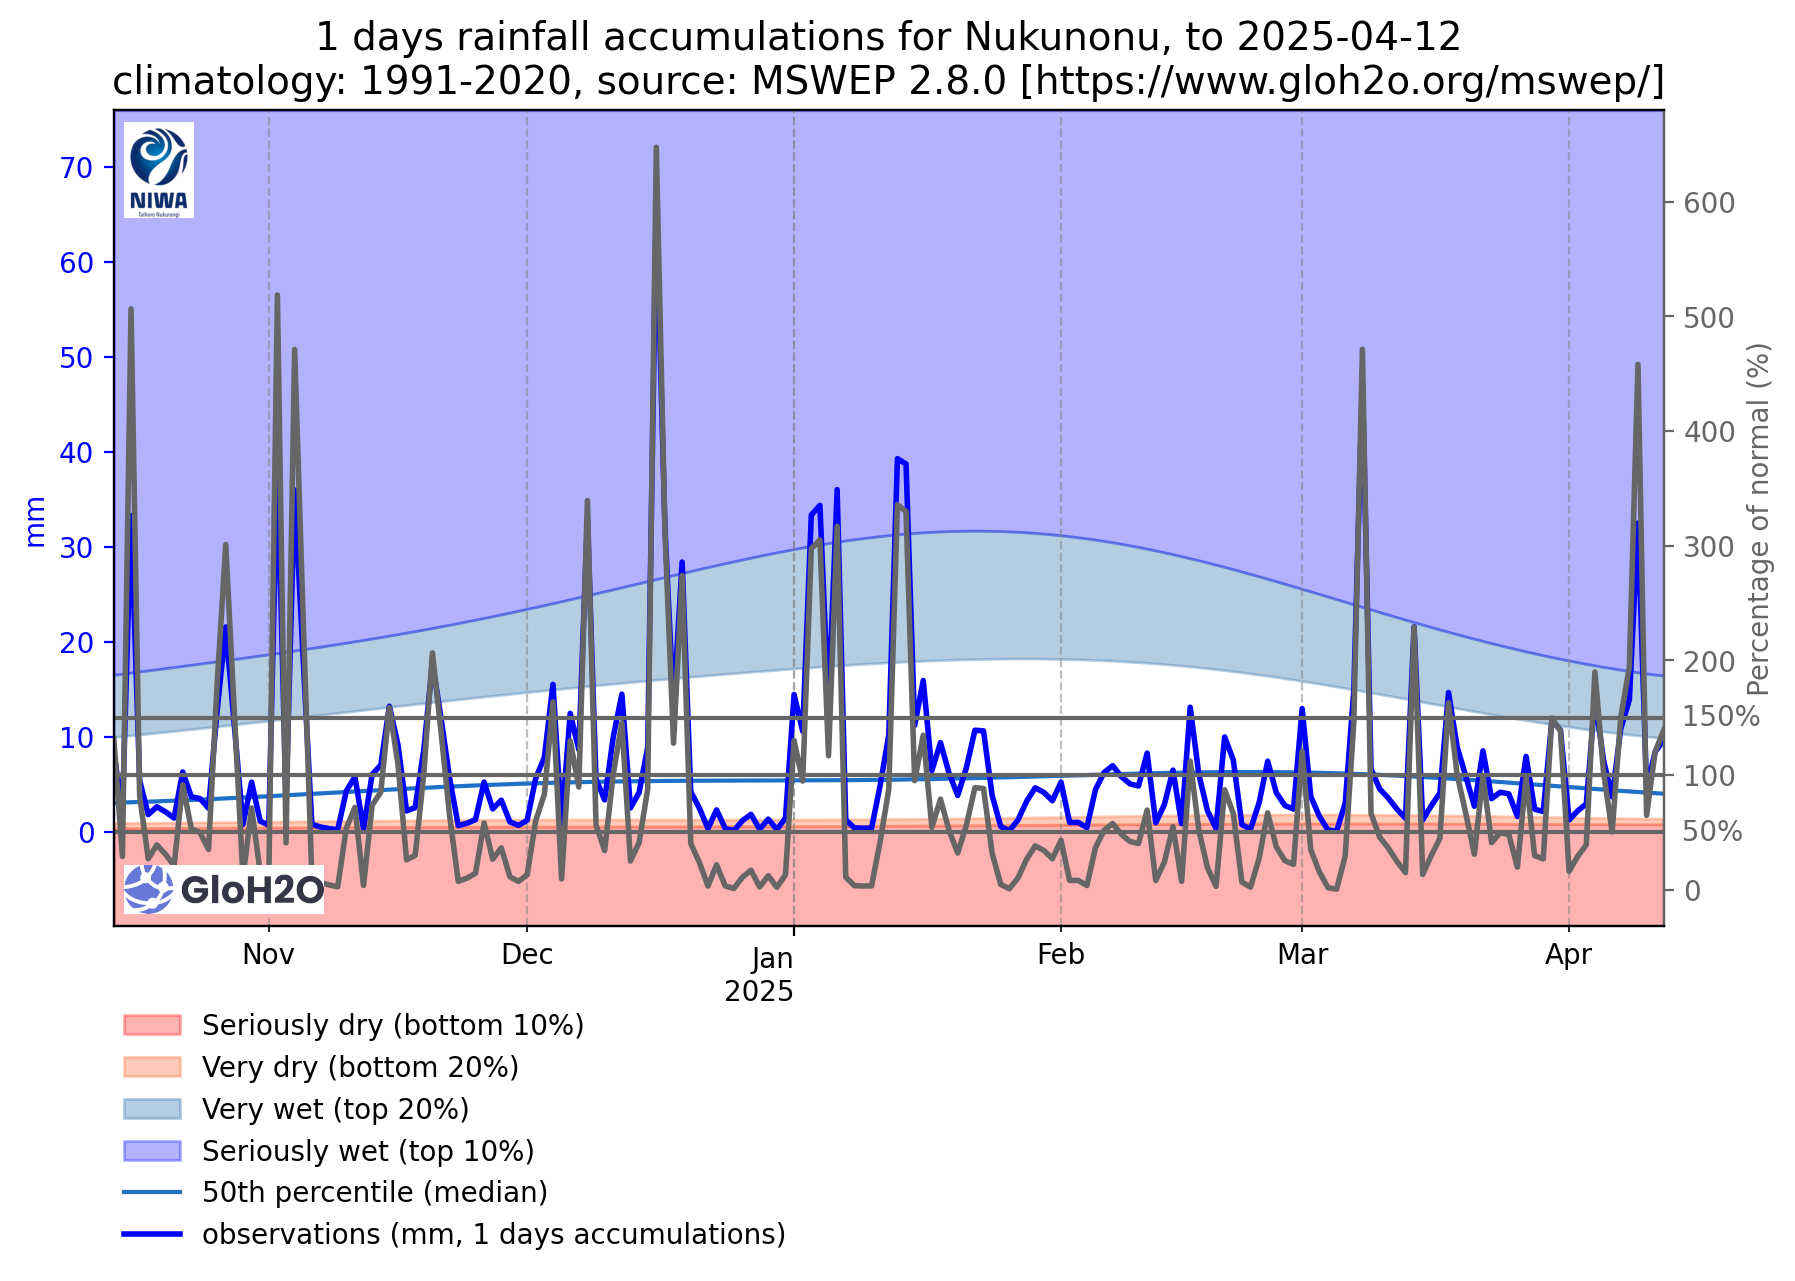 1 days rainfall accumulations for Nukunonu, to 2025-04-12
climatology: 1991-2020, source: MSWEP 2.8.0 [https://www.gloh2o.org/mswep/]
NIWA
Taihoro Nukurangi
70
60
50
40
30
20
10
0
mm
600
500
400
300
200
150%
100
50%
0
Percentage of normal (%)
GloH2O
Nov
Dec
Jan
2025
Feb
Mar
Apr
Seriously dry (bottom 10%)
Very dry (bottom 20%)
Very wet (top 20%)
Seriously wet (top 10%)
50th percentile (median)
observations (mm, 1 days accumulations)